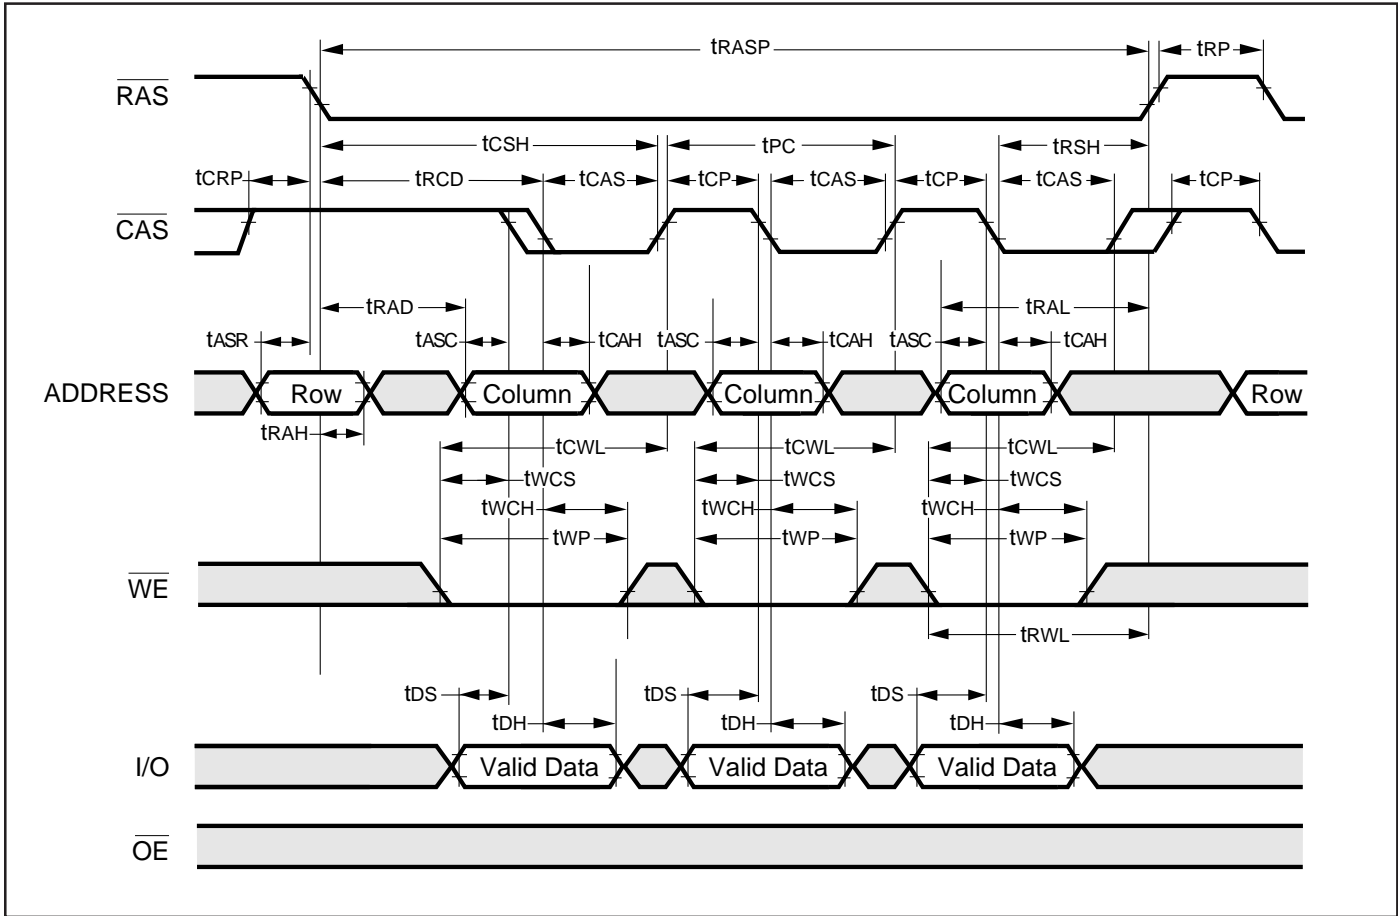 tRASP tRP
RAS
tCSH tPC tRSH
tCRP tRCD tCAS tCP tCAS tCP tCAS tCP
CAS
tRAD tRAL
tASR tASC tCAH tASC tCAH tASC tCAH
ADDRESS Row Column Column Column Row
tRAH tCWL tCWL tCWL
tWCS tWCS tWCS
tWCH tWCH tWCH
tWP tWP tWP
WE
tRWL
tDS tDS tDS
tDH tDH tDH
I/O Valid Data Valid Data Valid Data
OE